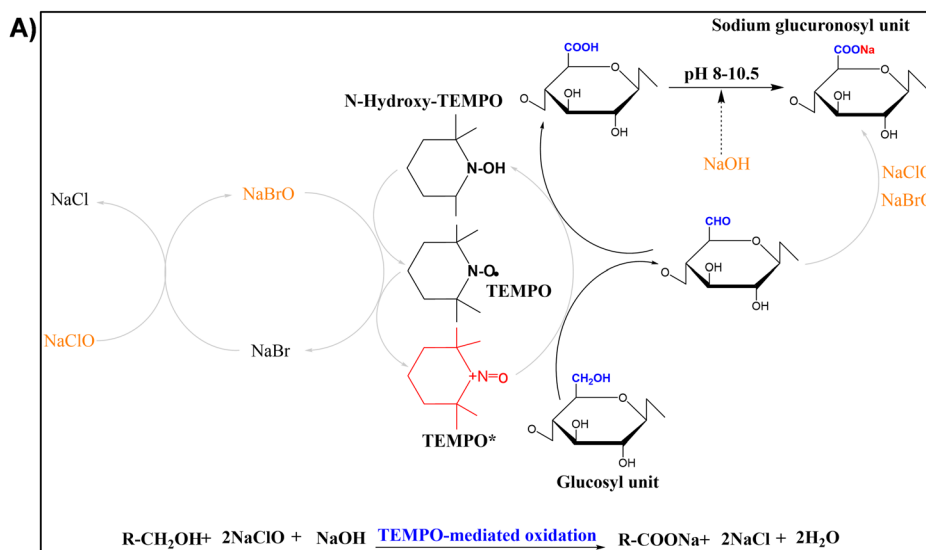 A)
Sodium glucuronosyl unit
COOH
COONa
O
O
pH 8-10.5
N-Hydroxy-TEMPO
O
OH
OH
O
OH
OH
N-OH
NaOH
NaClO
NaBrO
NaCl
NaBrO
CHO
O
N-O•
TEMPO
O
OH
OH
NaClO
NaBr
+N=O
CH2OH
O
TEMPO*
O
OH
OH
Glucosyl unit
R-CH2OH+ 2NaClO + NaOH TEMPO-mediated oxidation R-COONa+ 2NaCl + 2H2O